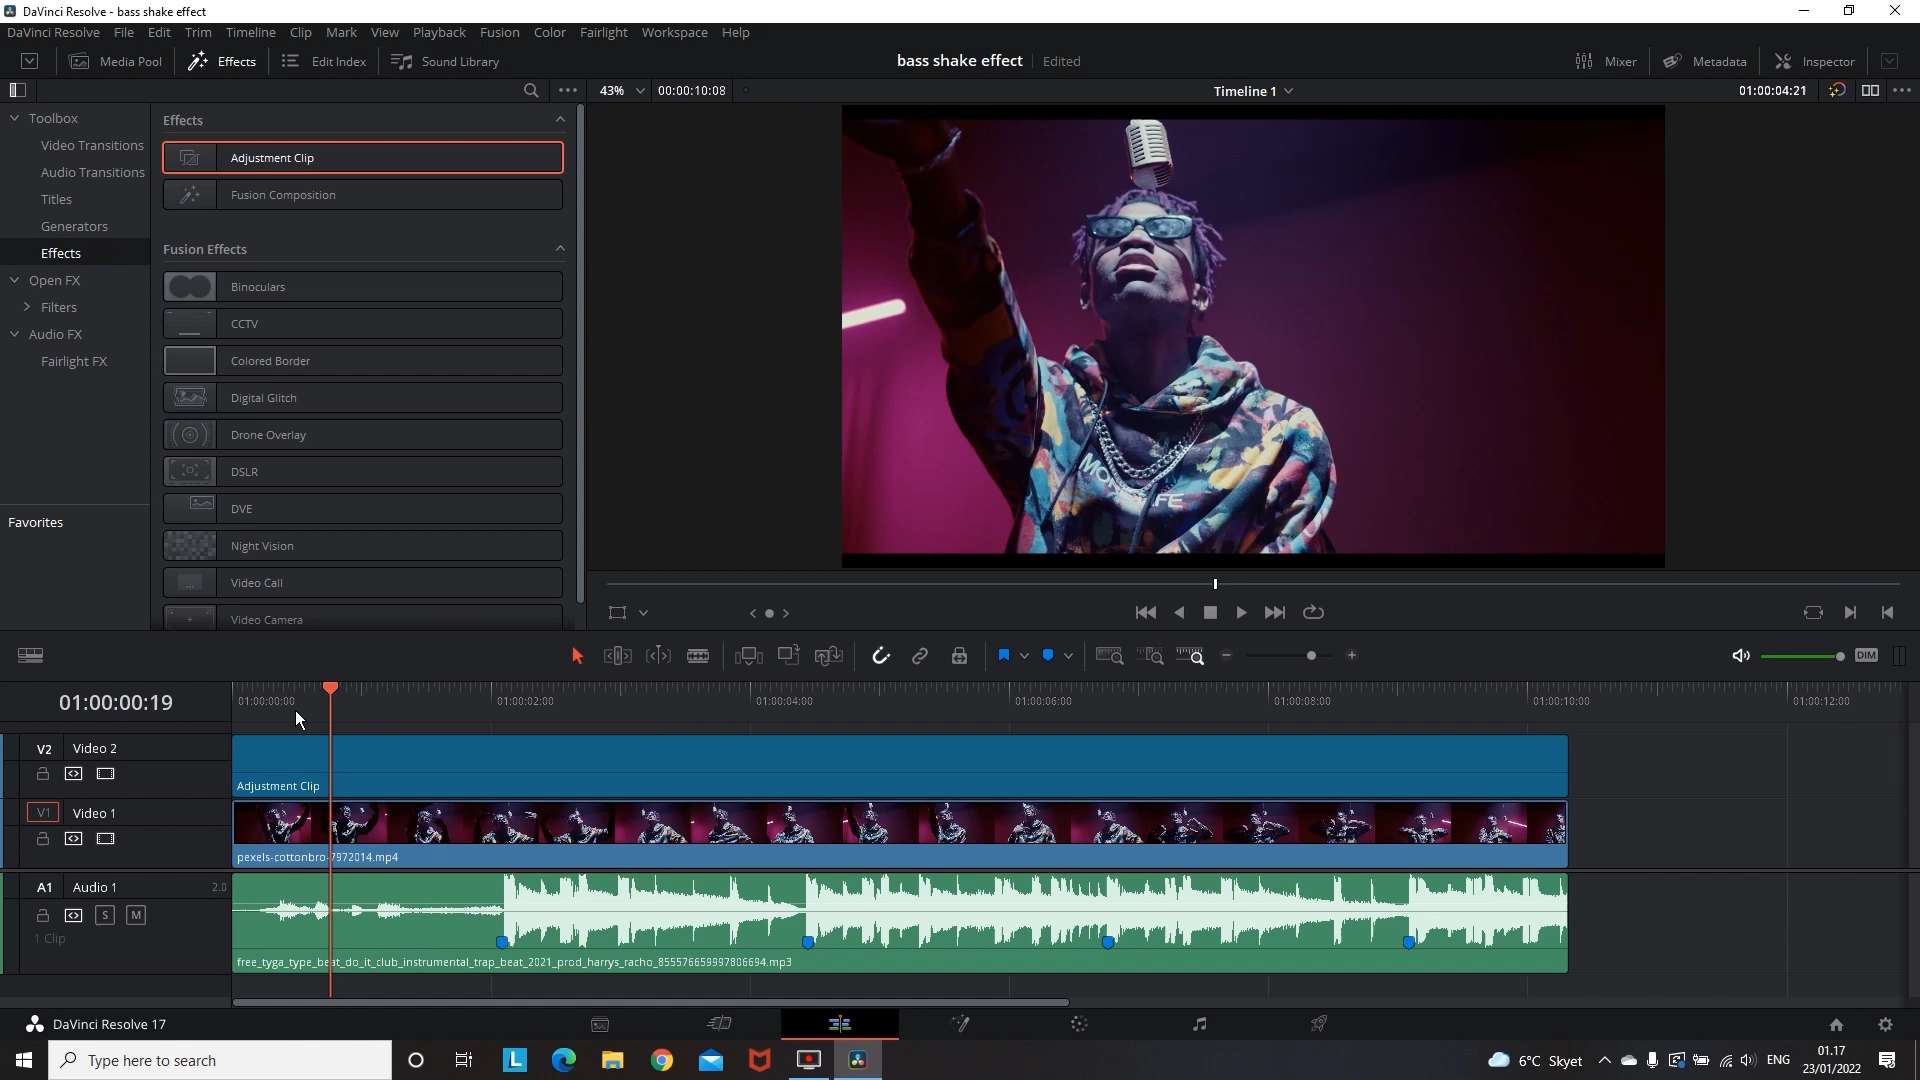 DaVinci Resolve - bass shake effect
DaVinci Resolve File Edit Trim Timeline Clip Mark View Playback Fusion Color Fairlight Workspace Help
Media Pool Effects Edit Index Sound Library bass shake effect Edited Mixer Metadata Inspector
43% 00:00:10:08 Timeline 1 01:00:04:21
Toolbox
Video Transitions
Audio Transitions
Titles
Generators
Effects
Open FX
Filters
Audio FX
Fairlight FX
Favorites
Effects
Adjustment Clip
Fusion Composition
Fusion Effects
Binoculars
CCTV
Colored Border
Digital Glitch
Drone Overlay
DSLR
DVE
Night Vision
Video Call
Video Camera
DIM
01:00:00:19
01:00:00:00 01:00:02:00 01:00:04:00 01:00:06:00 01:00:08:00 01:00:10:00 01:00:12:00
V2 Video 2
Adjustment Clip
V1 Video 1
pexels-cottonbro-7972014.mp4
A1 Audio 1 2.0
S M
1 Clip
free_tyga_type_beat_do_it_club_instrumental_trap_beat_2021_prod_harrys_racho_855576659997806694.mp3
DaVinci Resolve 17
Type here to search
L
6°C Skyet
ENG
01.17
23/01/2022